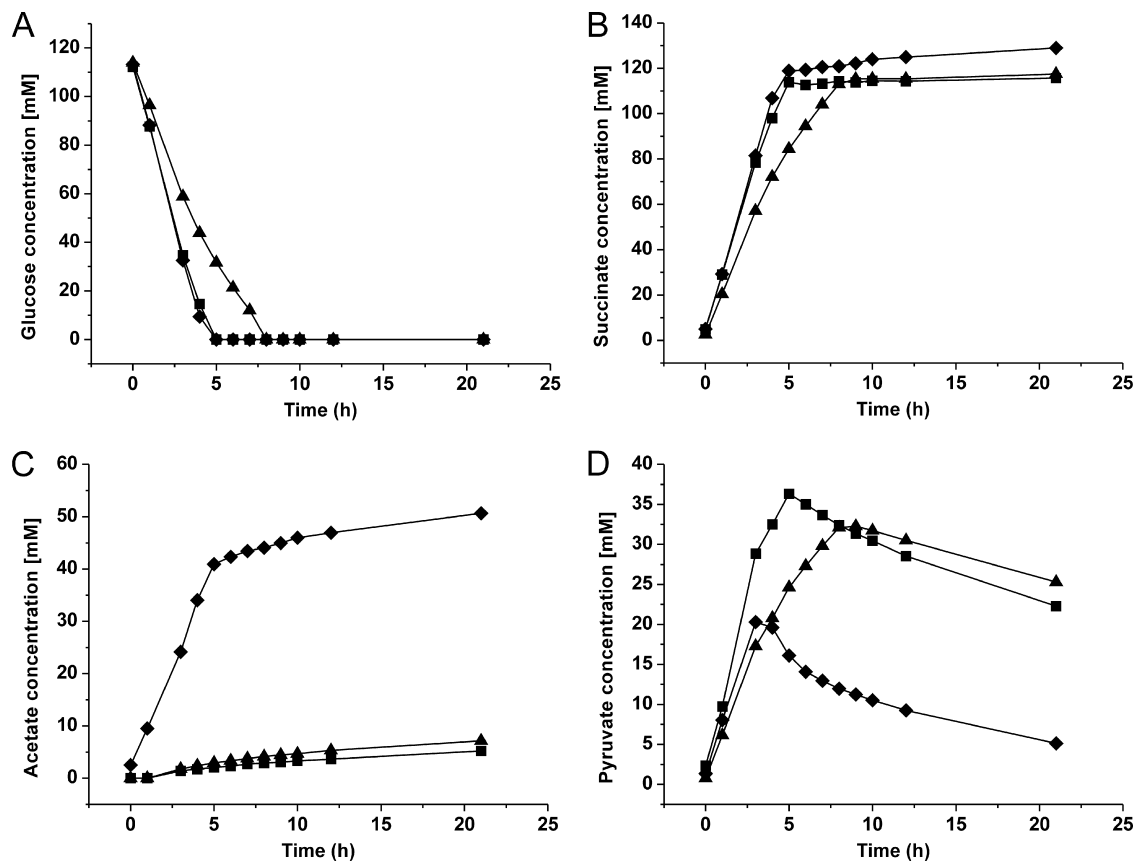 A
Glucose concentration [mM]
120
100
80
60
40
20
0
0 5 10 15 20 25
Time (h)
B
Succinate concentration [mM]
140
120
100
80
60
40
20
0
0 5 10 15 20 25
Time (h)
C
Acetate concentration [mM]
60
50
40
30
20
10
0
0 5 10 15 20 25
Time (h)
D
Pyruvate concentration [mM]
40
35
30
25
20
15
10
5
0
0 5 10 15 20 25
Time (h)